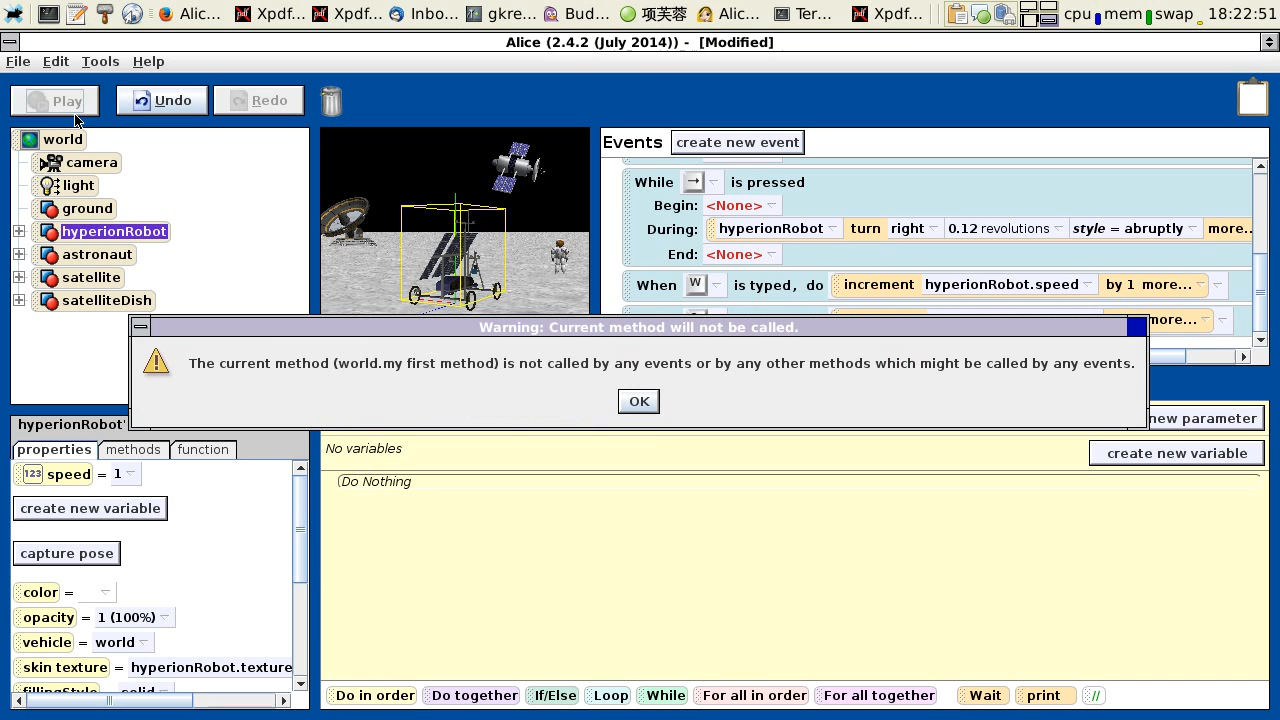 Alic...
Xpdf...
Xpdf...
Inbo...
gkre...
Bud...
项芙蓉
Alic...
Ter...
Xpdf...
cpu mem swap 18:22:51
Alice (2.4.2 (July 2014)) - [Modified]
File Edit Tools Help
Play Undo Redo
world
camera
light
ground
hyperionRobot
astronaut
satellite
satelliteDish
Events create new event
While → is pressed
Begin: <None>
During: hyperionRobot turn right 0.12 revolutions style = abruptly more..
End: <None>
When W is typed, do increment hyperionRobot.speed by 1 more...
more...
Warning: Current method will not be called.
The current method (world.my first method) is not called by any events or by any other methods which might be called by any events.
OK
hyperionRobot'
properties methods function
123 speed = 1
create new variable
capture pose
color =
opacity = 1 (100%)
vehicle = world
skin texture = hyperionRobot.texture
fillingStyle solid
new parameter
No variables
create new variable
(Do Nothing
Do in order Do together If/Else Loop While For all in order For all together Wait print //